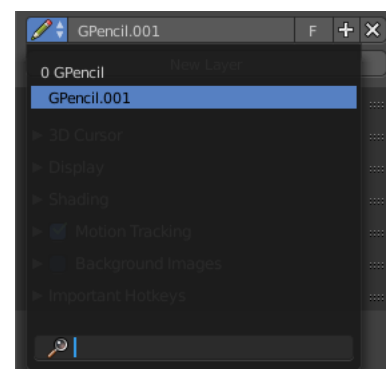 GPencil.001 F
New Layer
0 GPencil
GPencil.001
3D Cursor
Display
Shading
Motion Tracking
Background Images
Important Hotkeys